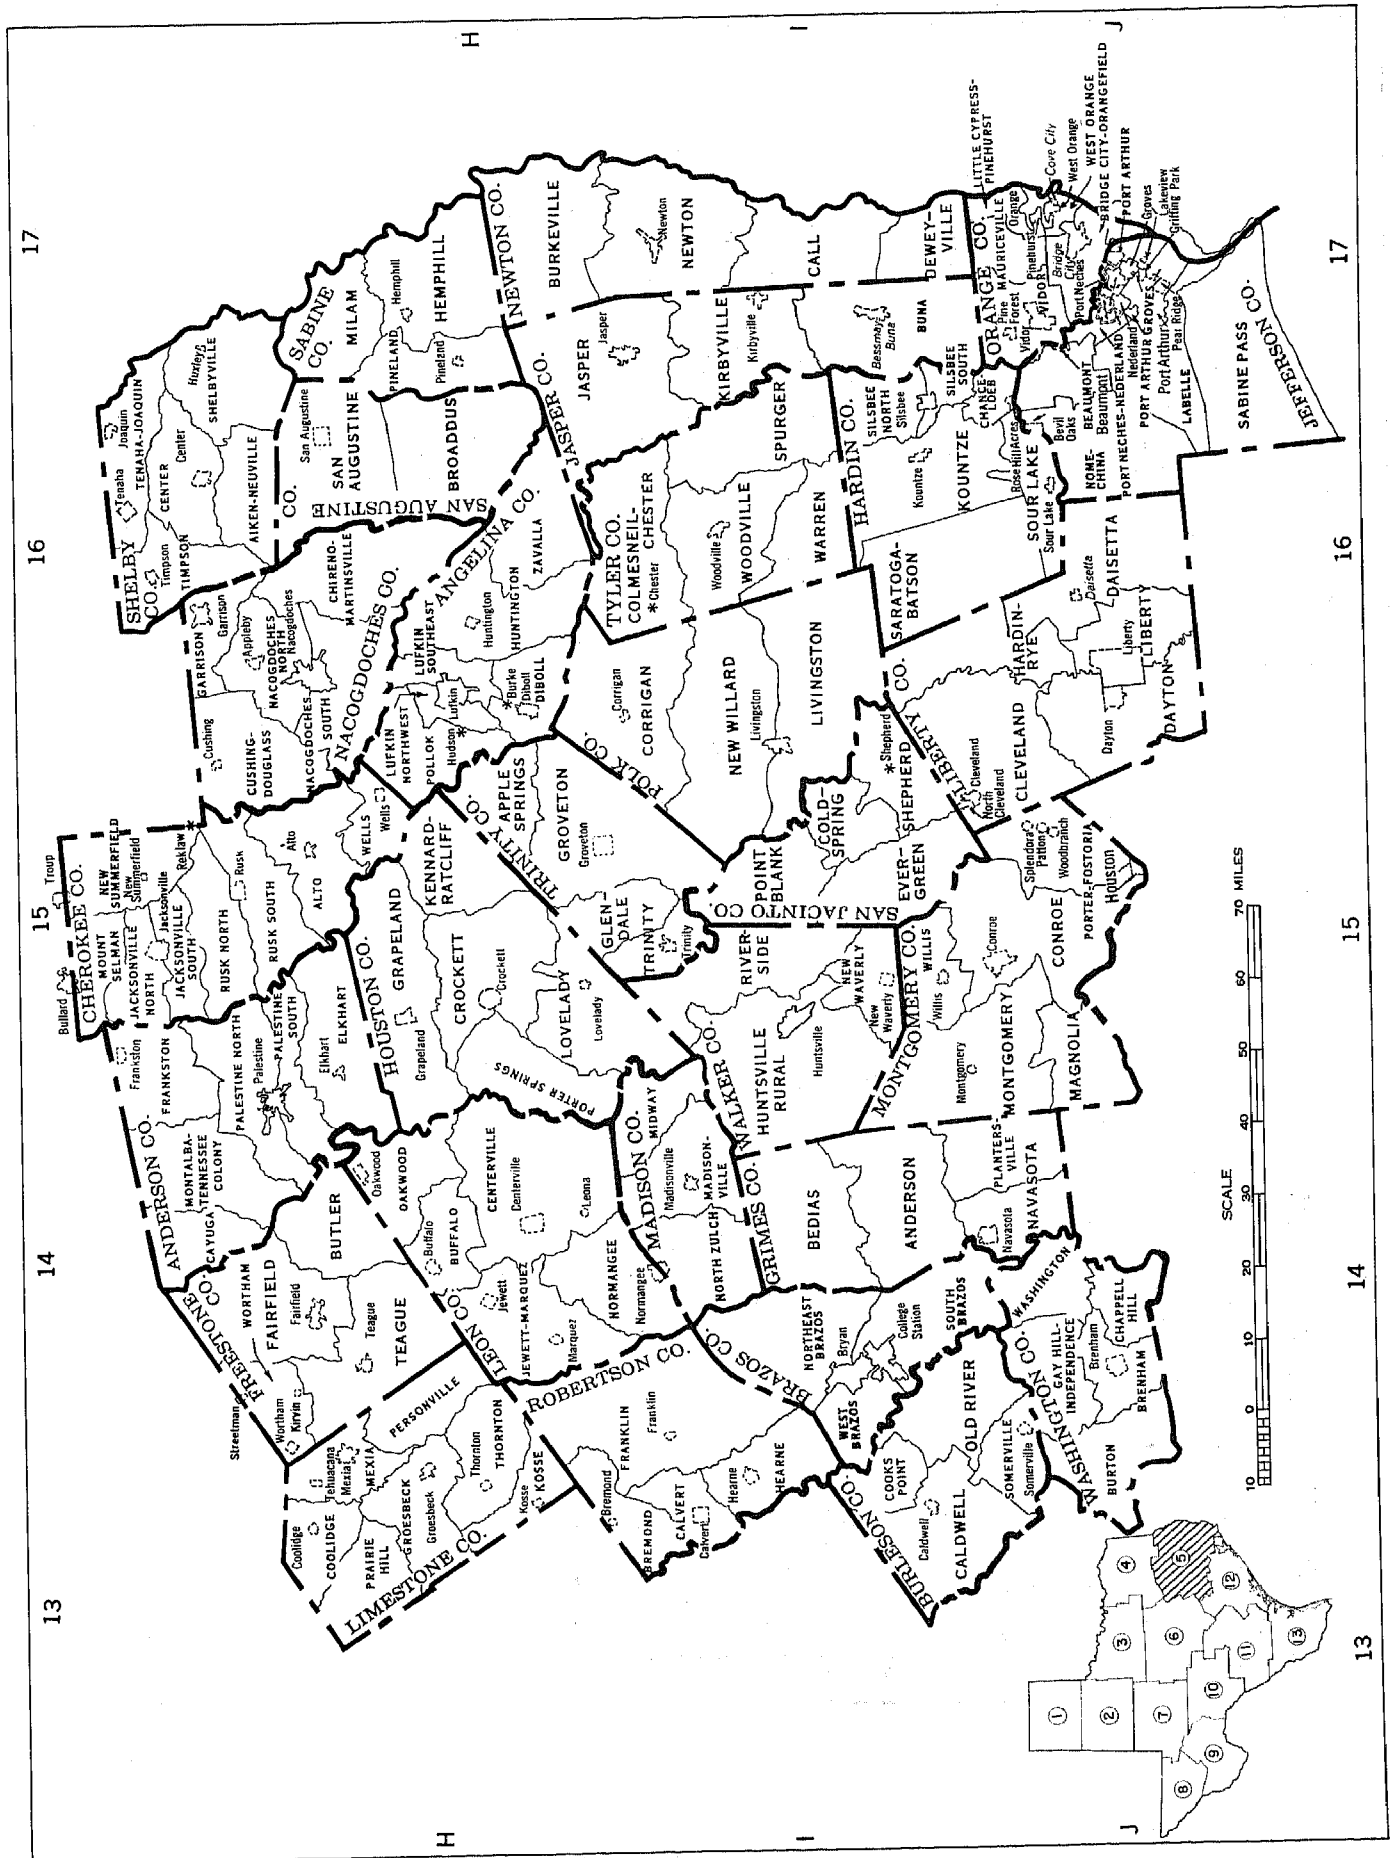 13
14
15
16
17
H
I
J
CHEROKEE CO.
Bullard
Troup
MOUNT
SELMAN
NEW
SUMMERFIELD
New
Summerfield
JACKSONVILLE
NORTH
Jacksonville
JACKSONVILLE
SOUTH
Reklaw
*
RUSK NORTH
Rusk
RUSK SOUTH
Alto
ALTO
WELLS
Wells
ANDERSON CO.
Frankston
FRANKSTON
CAYUGA
MONTALBA-
TENNESSEE
COLONY
PALESTINE NORTH
Palestine
PALESTINE
SOUTH
Elkhart
ELKHART
FREESTONE CO.
Streetman
Wortham
Kirvin
WORTHAM
FAIRFIELD
Fairfield
BUTLER
Teague
TEAGUE
LIMESTONE CO.
Coolidge
COOLIDGE
Tehuacana
Mexia
MEXIA
PRAIRIE
HILL
GROESBECK
Groesbeck
PERSONVILLE
Thornton
THORNTON
Kosse
KOSSE
LEON CO.
Oakwood
OAKWOOD
Buffalo
BUFFALO
CENTERVILLE
Centerville
Jewett
JEWETT-MARQUEZ
Marquez
Leona
NORMANGEE
Normangee
ROBERTSON CO.
Bremond
BREMOND
FRANKLIN
Franklin
CALVERT
Calvert
Hearne
HEARNE
HOUSTON CO.
GRAPELAND
Grapeland
KENNARD-
RATCLIFF
CROCKETT
Crockett
LOVELADY
Lovelady
PORTER SPRINGS
TRINITY CO.
APPLE
SPRINGS
GROVETON
Groveton
GLEN-
DALE
TRINITY
Trinity
MADISON CO.
MIDWAY
Madisonville
MADISON-
VILLE
NORTH ZULCH
WALKER CO.
RIVER-
SIDE
HUNTSVILLE
RURAL
Huntsville
NEW
WAVERLY
New
Waverly
GRIMES CO.
BEDIAS
ANDERSON
PLANTERS-
VILLE
Navasota
NAVASOTA
BRAZOS CO.
NORTHEAST
BRAZOS
Bryan
College
Station
WEST
BRAZOS
SOUTH
BRAZOS
BURLESON CO.
COOKS
POINT
Caldwell
CALDWELL
OLD RIVER
SOMERVILLE
Somerville
WASHINGTON CO.
WASHINGTON
GAY HILL-
INDEPENDENCE
Brenham
BRENHAM
CHAPPELL
HILL
BURTON
MONTGOMERY CO.
WILLIS
Willis
Conroe
CONROE
Montgomery
MONTGOMERY
MAGNOLIA
Splendora
Patton
Woodbranch
PORTER-FOSTORIA
Houston
SAN JACINTO CO.
POINT
BLANK
COLD-
SPRING
EVER-
GREEN
SHEPHERD
* Shepherd
POLK CO.
Corrigan
CORRIGAN
NEW WILLARD
Livingston
LIVINGSTON
LIBERTY CO.
Cleveland
North
Cleveland
CLEVELAND
HARDIN-
RYE
Daisetta
DAISETTA
Liberty
LIBERTY
Dayton
DAYTON
SHELBY
CO.
Tenaha
Joaquin
TENAHA-JOAQUIN
Timpson
TIMPSON
CENTER
Center
Huxley
SHELBYVILLE
AIKEN-NEUVILLE
NACOGDOCHES CO.
GARRISON
Garrison
Cushing
CUSHING-
DOUGLASS
Appleby
NACOGDOCHES
NORTH
Nacogdoches
NACOGDOCHES
SOUTH
CHIRENO-
MARTINSVILLE
SAN AUGUSTINE CO.
San Augustine
SAN
AUGUSTINE
BROADDUS
SABINE
CO.
MILAM
PINELAND
Pineland
Hemphill
HEMPHILL
ANGELINA CO.
LUFKIN
NORTHWEST
LUFKIN
SOUTHEAST
POLLOK
Hudson
*
Lufkin
Huntington
HUNTINGTON
ZAVALLA
* Burke
Diboll
DIBOLL
NEWTON CO.
BURKEVILLE
Newton
NEWTON
CALL
DEWEY-
VILLE
JASPER CO.
JASPER
Jasper
KIRBYVILLE
Kirbyville
Bessmay
Buna
BUNA
TYLER CO.
COLMESNEIL-
CHESTER
* Chester
Woodville
WOODVILLE
SPURGER
WARREN
HARDIN CO.
SILSBEE
NORTH
Silsbee
SILSBEE
SOUTH
Kountze
KOUNTZE
SARATOGA-
BATSON
CHANCE-
LOEB
Rose Hill Acres
SOUR LAKE
Sour Lake
ORANGE CO.
LITTLE CYPRESS-
PINEHURST
MAURICEVILLE
Orange
Pinehurst
Pine
Forest
Vidor
VIDOR
Bridge
City
Cove City
West Orange
WEST ORANGE
BRIDGE CITY-ORANGEFIELD
JEFFERSON CO.
Bevil
Oaks
BEAUMONT
Beaumont
NOME-
CHINA
Port Neches
PORT NECHES-NEDERLAND
Nederland
PORT ARTHUR
Groves
Lakeview
Griffing Park
PORT ARTHUR GROVES
Port Arthur
Pear Ridge
LABELLE
SABINE PASS
SCALE
10 0 10 20 30 40 50 60 70 MILES
1
2
3
4
5
6
7
8
9
10
11
12
13
13
14
15
16
17
H
I
J